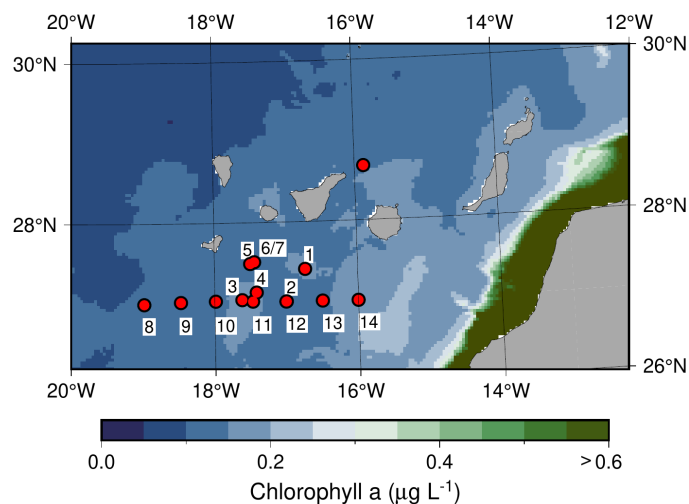 20°W 18°W 16°W 14°W 12°W
30°N 30°N
28°N 28°N
5 6/7 1
3 4 2
8 9 10 11 12 13 14
26°N
20°W 18°W 16°W 14°W
0.0 0.2 0.4 >0.6
Chlorophyll a (μg L⁻¹)